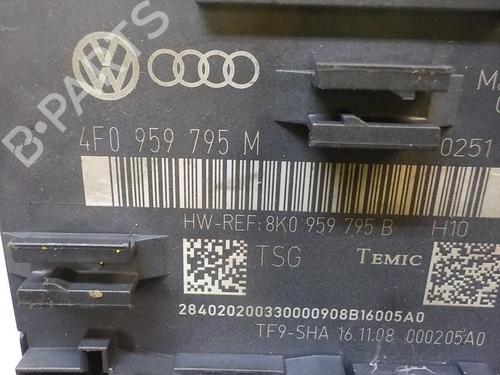 B-PARTS
Ma
4F0 959 795 M
0251
HW-REF: 8K0 959 795 B H10
TSG TEMIC
284020200330000908B16005A0
TF9-SHA 16.11.08 000205A0